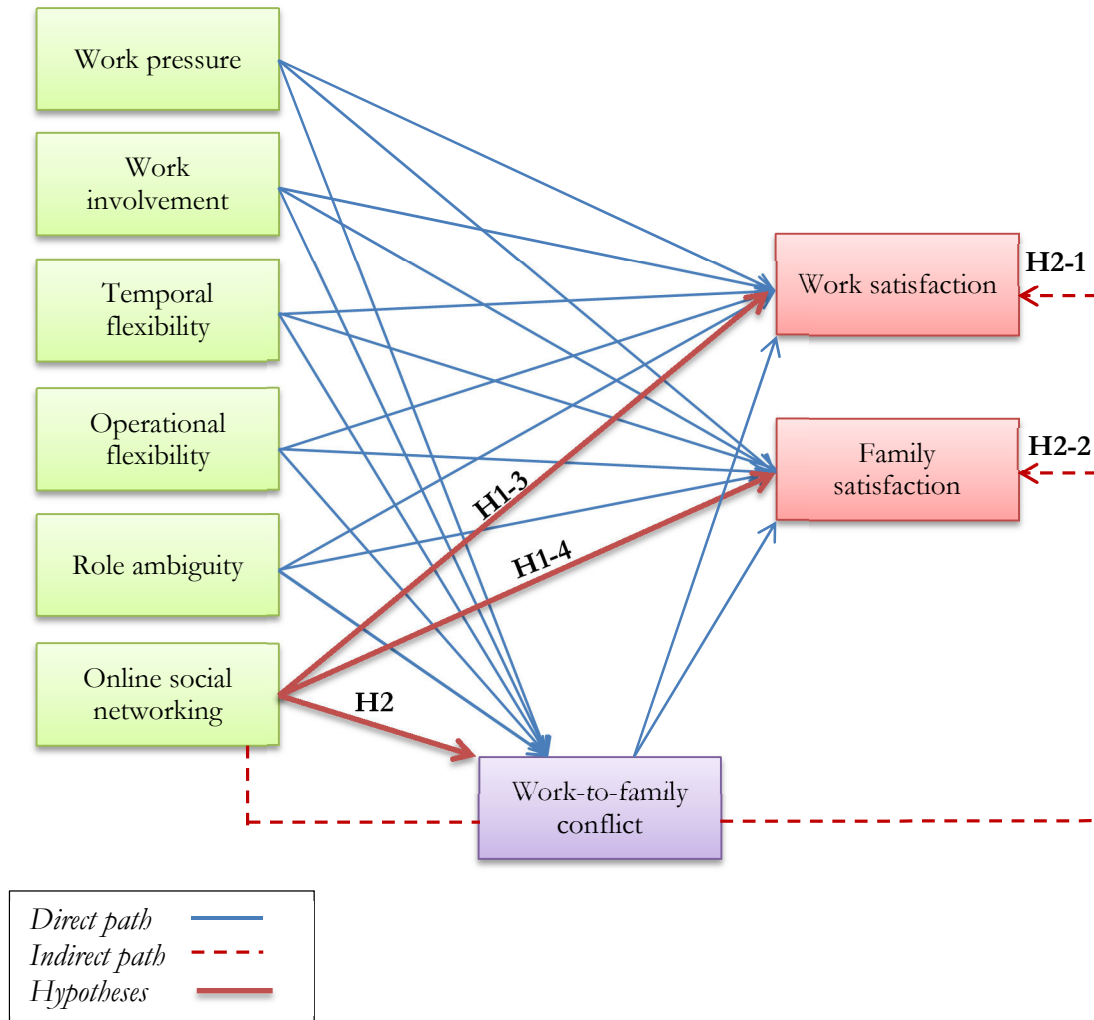 Work pressure
Work
involvement
Temporal
flexibility
Operational
flexibility
Role ambiguity
Online social
networking
H1-3
H1-4
H2
Work-to-family
conflict
Work satisfaction
H2-1
Family
satisfaction
H2-2
Direct path
Indirect path
Hypotheses